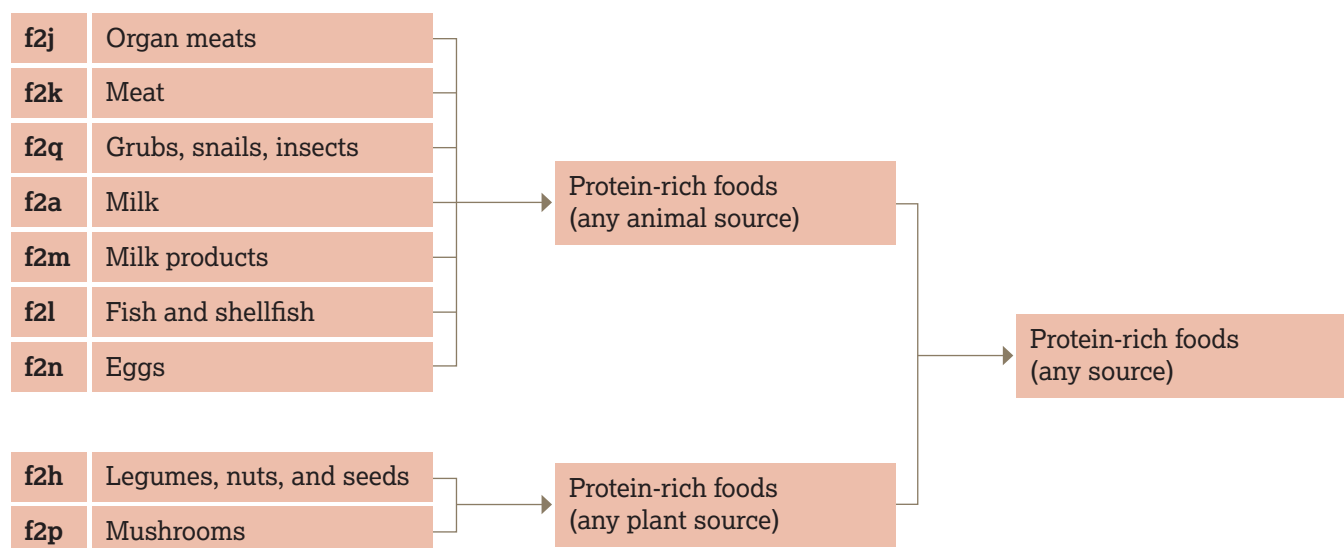 f2j Organ meats
f2k Meat
f2q Grubs, snails, insects
f2a Milk
f2m Milk products
f2l Fish and shellfish
f2n Eggs
Protein-rich foods
(any animal source)
Protein-rich foods
(any source)
f2h Legumes, nuts, and seeds
f2p Mushrooms
Protein-rich foods
(any plant source)